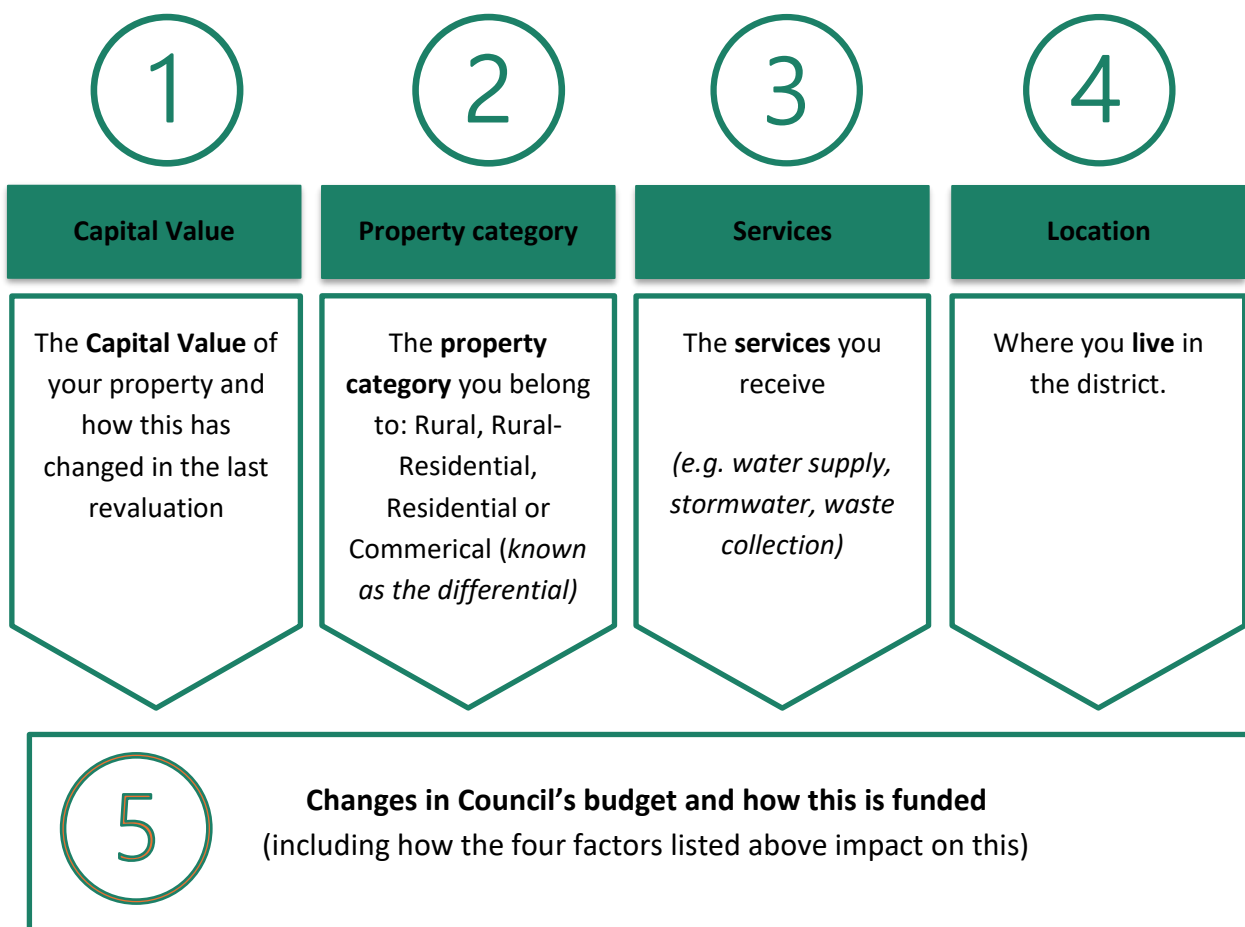 1
2
3
4
Capital Value
Property category
Services
Location
The Capital Value of
your property and
how this has
changed in the last
revaluation
The property
category you belong
to: Rural, Rural-
Residential,
Residential or
Commerical (known
as the differential)
The services you
receive
(e.g. water supply,
stormwater, waste
collection)
Where you live in
the district.
5
Changes in Council's budget and how this is funded
(including how the four factors listed above impact on this)